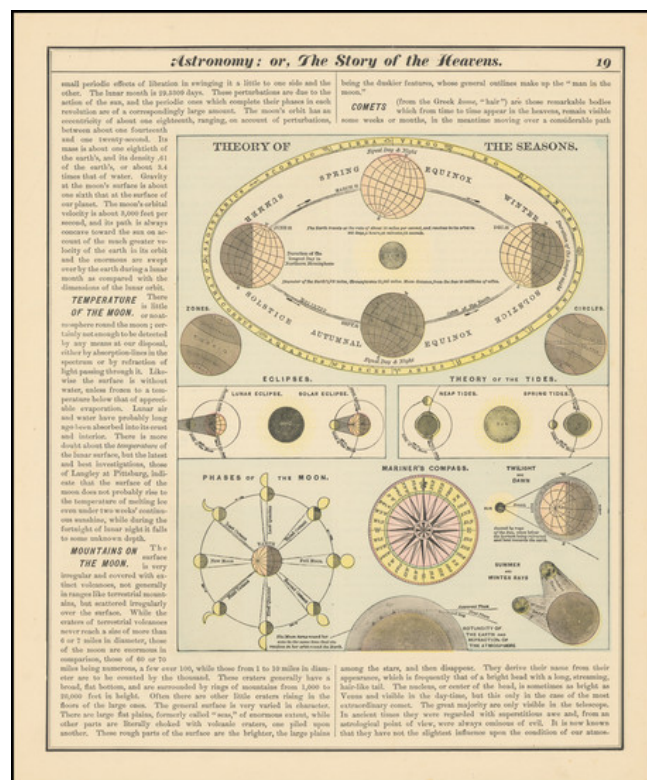 Astronomy: or, The Story of the Heavens. 19
small periodic effects of libration in swinging it a little to one side and the
other. The lunar month is 29.5309 days. These perturbations are due to the
action of the sun, and the periodic ones which complete their phases in each
revolution are of a correspondingly large amount. The moon's orbit has an
eccentricity of about one eighteenth, ranging, on account of perturbations,
between about one fourteenth
and one twenty-second. Its
mass is about one eightieth of
the earth's, and its density .61
of the earth's, or about 3.4
times that of water. Gravity
at the moon's surface is about
one sixth that at the surface of
our planet. The moon's orbital
velocity is about 3,000 feet per
second, and its path is always
concave toward the sun on ac-
count of the much greater ve-
locity of the earth in its orbit
and the enormous are swept
over by the earth during a lunar
month as compared with the
dimensions of the lunar orbit.
TEMPERATURE OF THE MOON.
There
is little
or no at-
mosphere round the moon; cer-
tainly not enough to be detected
by any means at our disposal,
either by absorption-lines in the
spectrum or by refraction of
light passing through it. Like-
wise the surface is without
water, unless frozen to a tem-
perature below that of appreci-
able evaporation. Lunar air
and water have probably long
ago been absorbed into its crust
and interior. There is more
doubt about the temperature of
the lunar surface, but the latest
and best investigations, those
of Langley at Pittsburg, indi-
cate that the surface of the
moon does not probably rise to
the temperature of melting ice
even under two weeks' continu-
ous sunshine, while during the
fortnight of lunar night it falls
to some unknown depth.
MOUNTAINS ON THE MOON.
The
surface
is very
irregular and covered with ex-
tinct volcanoes, not generally
in ranges like terrestrial mount-
ains, but scattered irregularly
over the surface. While the
craters of terrestrial volcanoes
never reach a size of more than
6 or 7 miles in diameter, those
of the moon are enormous in
comparison, those of 60 or 70
miles being numerous, a few over 100, while those from 1 to 10 miles in diam-
eter are to be counted by the thousand. These craters generally have a
broad, flat bottom, and are surrounded by rings of mountains from 1,000 to
20,000 feet in height. Often there are other little craters rising in the
floors of the large ones. The general surface is very varied in character.
There are large flat plains, formerly called "seas," of enormous extent, while
other parts are literally choked with volcanic craters, one piled upon
another. These rough parts of the surface are the brighter, the large plains
being the duskier features, whose general outlines make up the "man in the
moon."
COMETS
(from the Greek "hair") are those remarkable bodies
which from time to time appear in the heavens, remain visible
some weeks or months, in the meantime moving over a considerable path
THEORY OF THE SEASONS.
Equal Day & Night
SPRING EQUINOX
SUMMER SOLSTICE
WINTER SOLSTICE
AUTUMNAL EQUINOX
Equal Day & Night
ZONES.
CIRCLES.
ECLIPSES.
LUNAR ECLIPSE.
SOLAR ECLIPSE.
THEORY OF THE TIDES.
NEAP TIDES.
SPRING TIDES.
PHASES OF THE MOON.
New Moon
Full Moon
EARTH
MARINER'S COMPASS.
TWILIGHT
AND
DAWN
SUMMER
AND
WINTER RAYS
ROTUNDITY OF
THE EARTH AND
REFRACTION OF
THE ATMOSPHERE
among the stars, and then disappear. They derive their name from their
appearance, which is frequently that of a bright head with a long, streaming,
hair-like tail. The nucleus, or center of the head, is sometimes as bright as
Venus and visible in the day-time, but this only in the case of the most
extraordinary comet. The great majority are only visible in the telescope.
In ancient times they were regarded with superstitious awe and, from an
astrological point of view, were always ominous of evil. It is now known
that they have not the slightest influence upon the condition of our atmos-